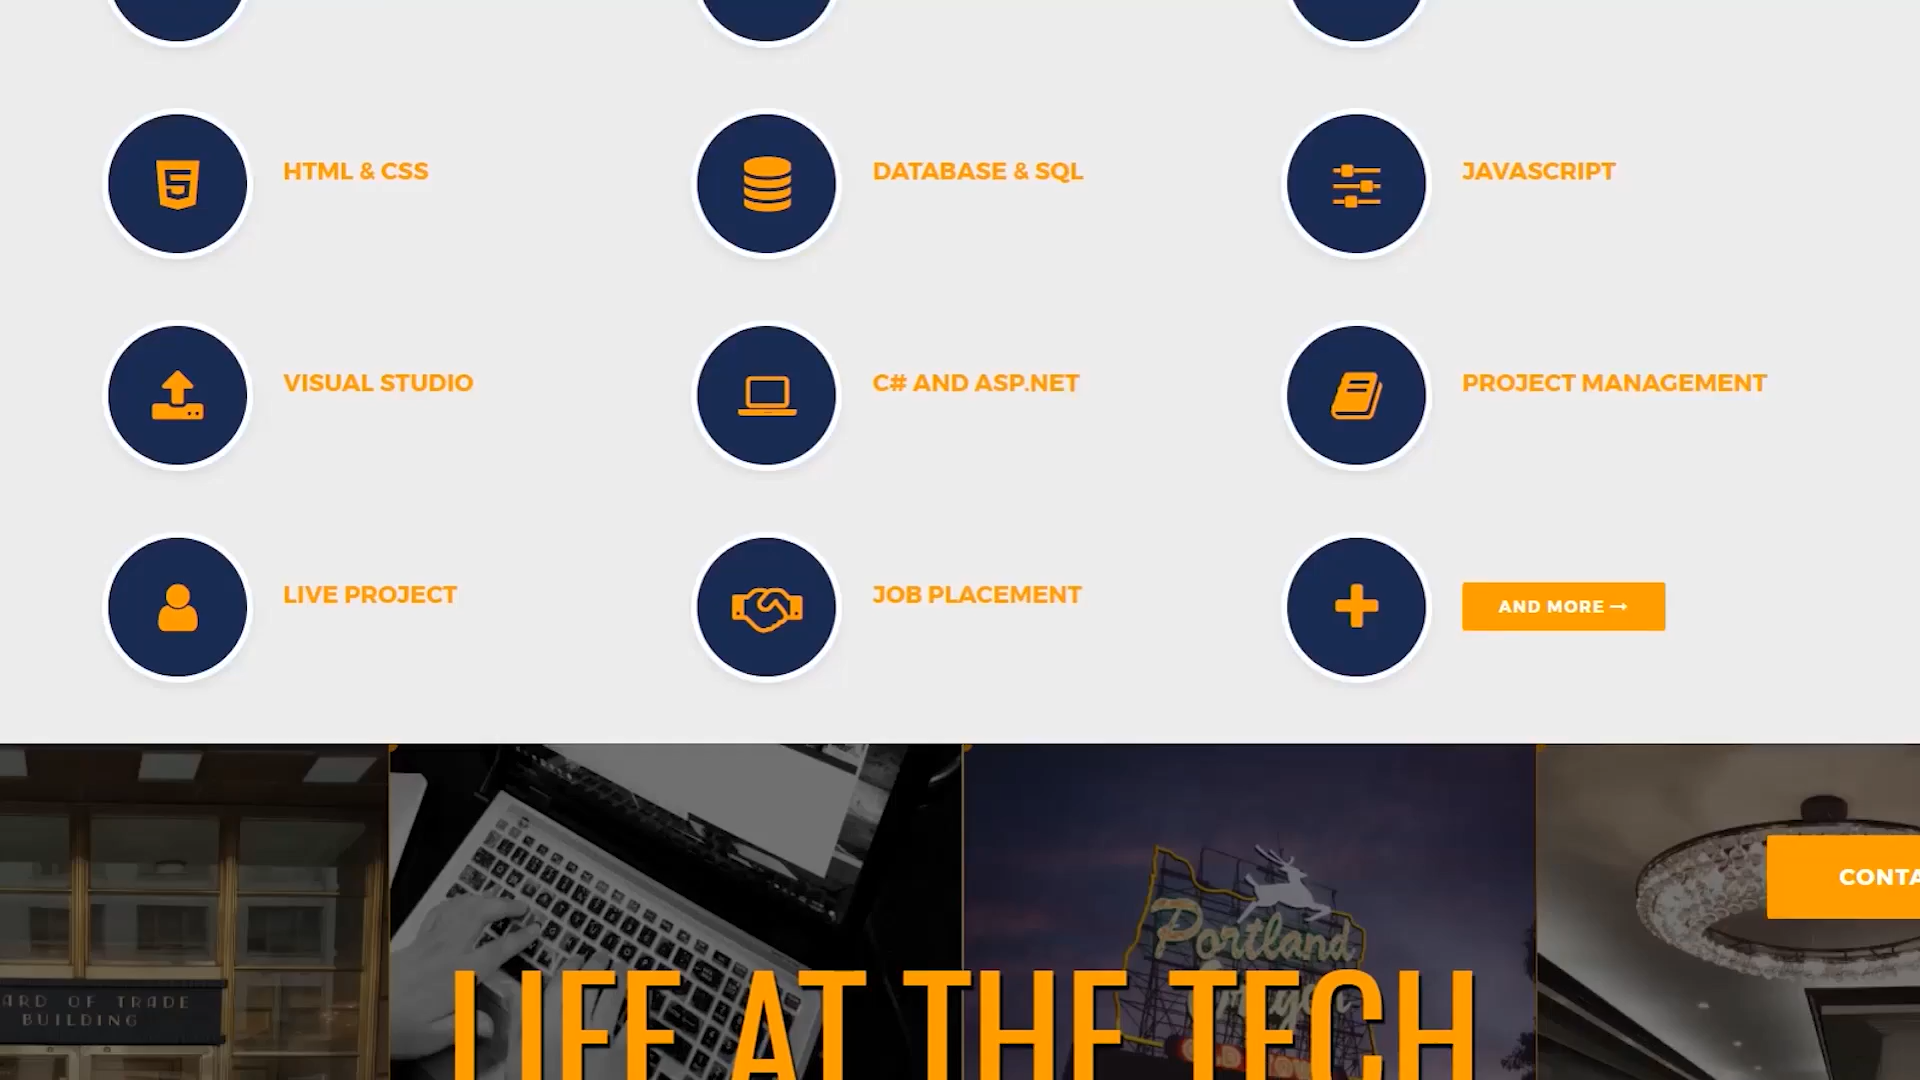 HTML & CSS
DATABASE & SQL
JAVASCRIPT
VISUAL STUDIO
C# AND ASP.NET
PROJECT MANAGEMENT
LIVE PROJECT
JOB PLACEMENT
AND MORE →
CONTA
Portland
ARD OF TRADE
BUILDING
LIFE AT THE TECH